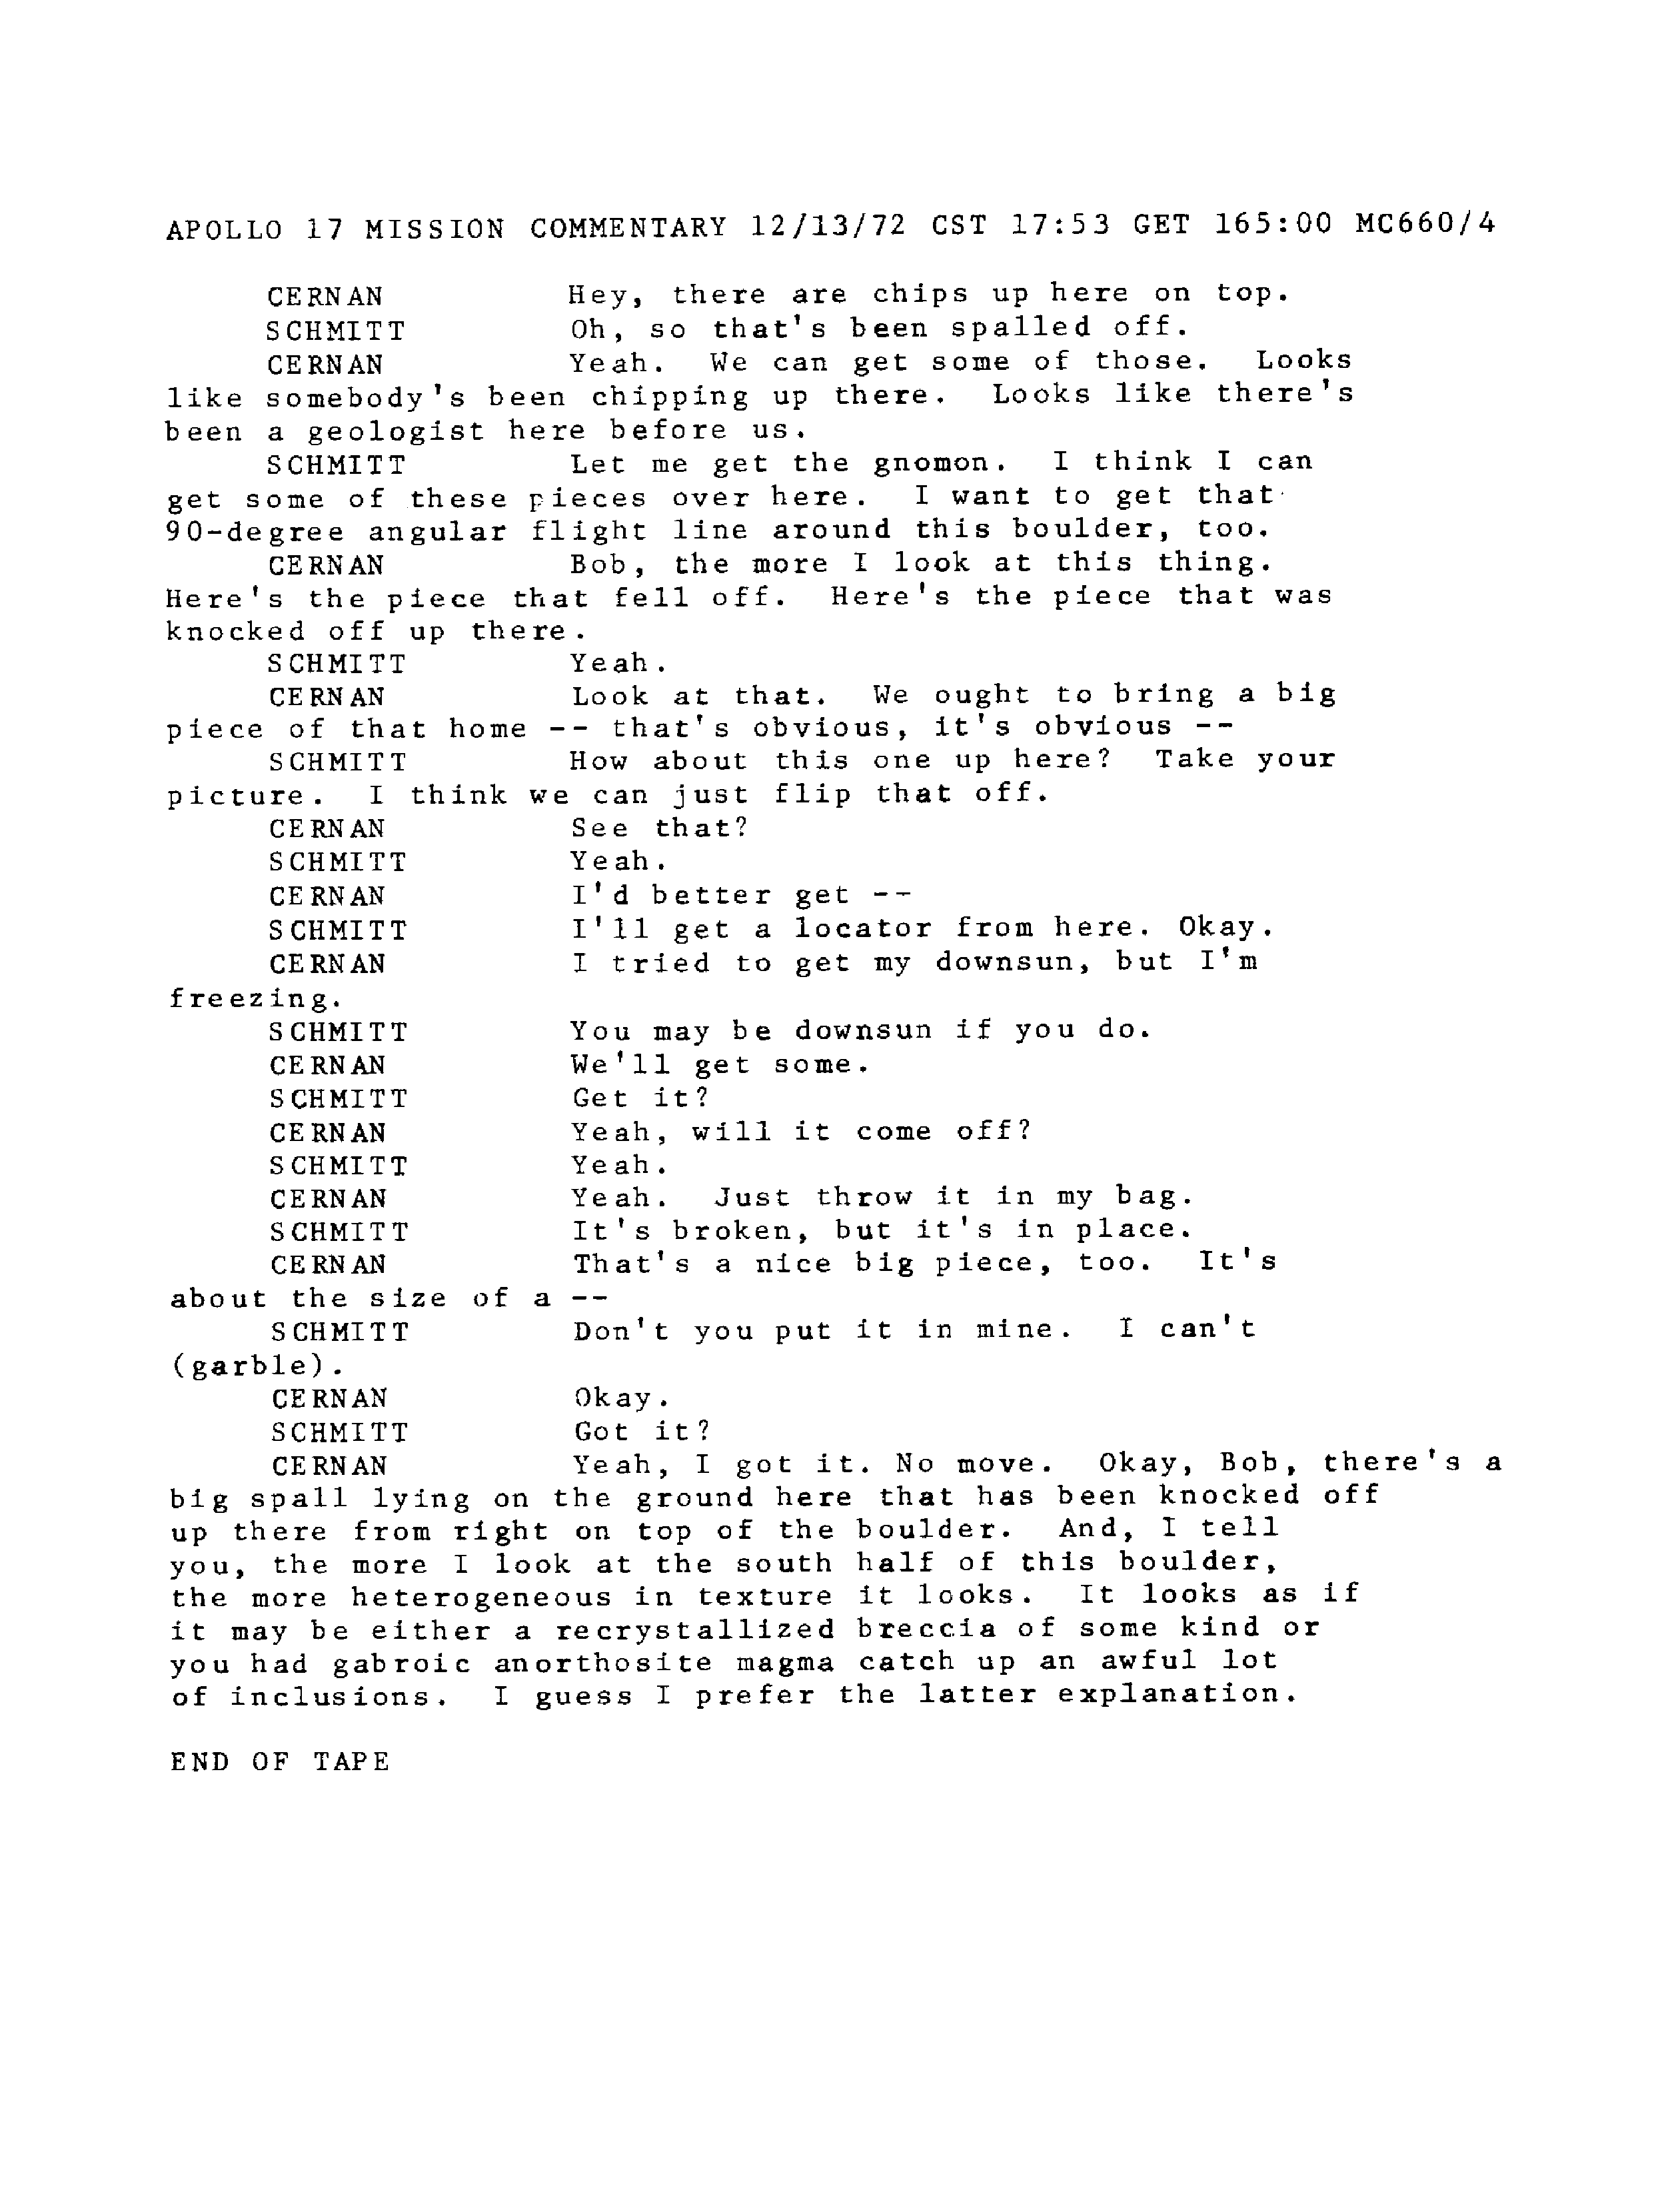 APOLLO 17 MISSION COMMENTARY 12/13/72 CST 17:53 GET 165:00 MC660/4
CERNAN Hey, there are chips up here on top.
SCHMITT Oh, so that's been spalled off.
CERNAN Yeah. We can get some of those. Looks
like somebody's been chipping up there. Looks like there's
been a geologist here before us.
SCHMITT Let me get the gnomon. I think I can
get some of these pieces over here. I want to get that
90-degree angular flight line around this boulder, too.
CERNAN Bob, the more I look at this thing.
Here's the piece that fell off. Here's the piece that was
knocked off up there.
SCHMITT Yeah.
CERNAN Look at that. We ought to bring a big
piece of that home -- that's obvious, it's obvious --
SCHMITT How about this one up here? Take your
picture. I think we can just flip that off.
CERNAN See that?
SCHMITT Yeah.
CERNAN I'd better get --
SCHMITT I'll get a locator from here. Okay.
CERNAN I tried to get my downsun, but I'm
freezing.
SCHMITT You may be downsun if you do.
CERNAN We'll get some.
SCHMITT Get it?
CERNAN Yeah, will it come off?
SCHMITT Yeah.
CERNAN Yeah. Just throw it in my bag.
SCHMITT It's broken, but it's in place.
CERNAN That's a nice big piece, too. It's
about the size of a --
SCHMITT Don't you put it in mine. I can't
(garble).
CERNAN Okay.
SCHMITT Got it?
CERNAN Yeah, I got it. No move. Okay, Bob, there's a
big spall lying on the ground here that has been knocked off
up there from right on top of the boulder. And, I tell
you, the more I look at the south half of this boulder,
the more heterogeneous in texture it looks. It looks as if
it may be either a recrystallized breccia of some kind or
you had gabroic anorthosite magma catch up an awful lot
of inclusions. I guess I prefer the latter explanation.
END OF TAPE